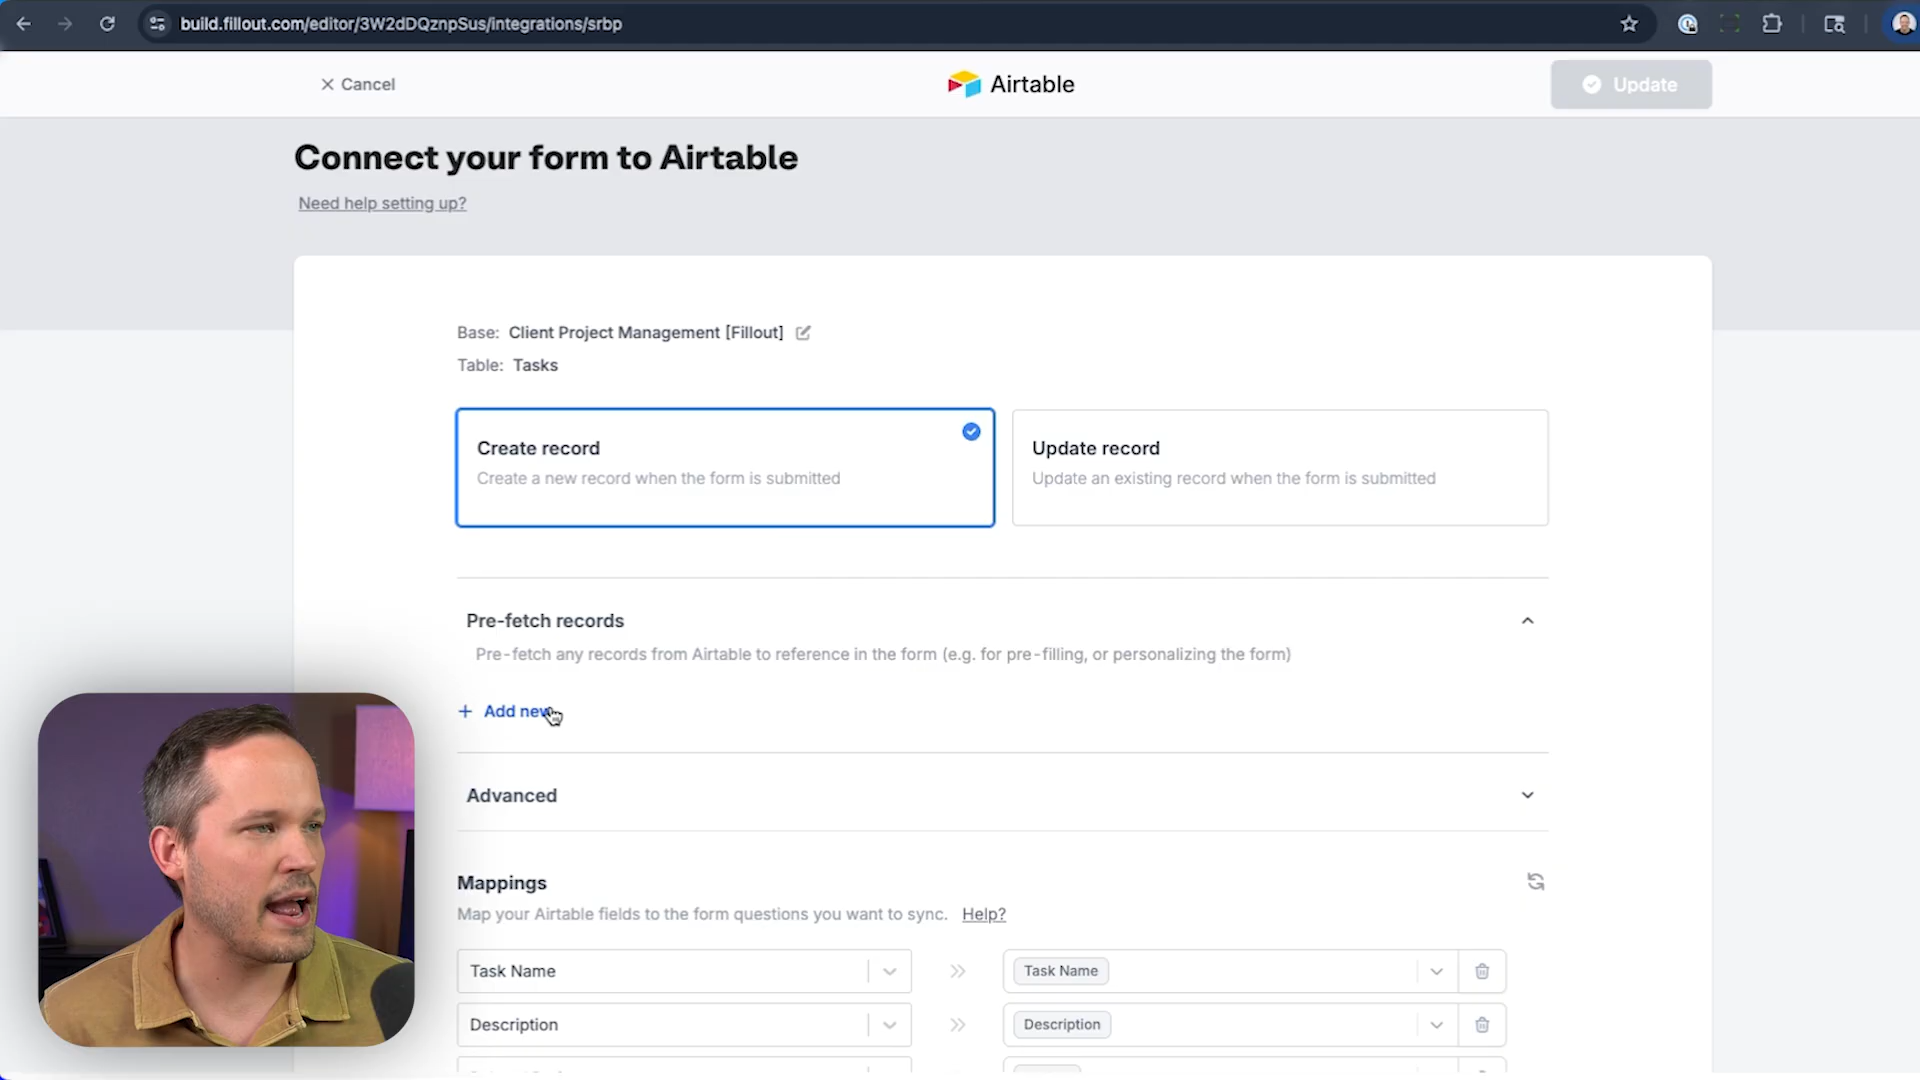 build.fillout.com/editor/3W2dDQznpSus/integrations/srbp
Cancel
Airtable
Update
Connect your form to Airtable
Need help setting up?
Base: Client Project Management [Fillout]
Table: Tasks
Create record
Create a new record when the form is submitted
Update record
Update an existing record when the form is submitted
Pre-fetch records
Pre-fetch any records from Airtable to reference in the form (e.g. for pre-filling, or personalizing the form)
+ Add new
Advanced
Mappings
Map your Airtable fields to the form questions you want to sync. Help?
Task Name
Task Name
Description
Description